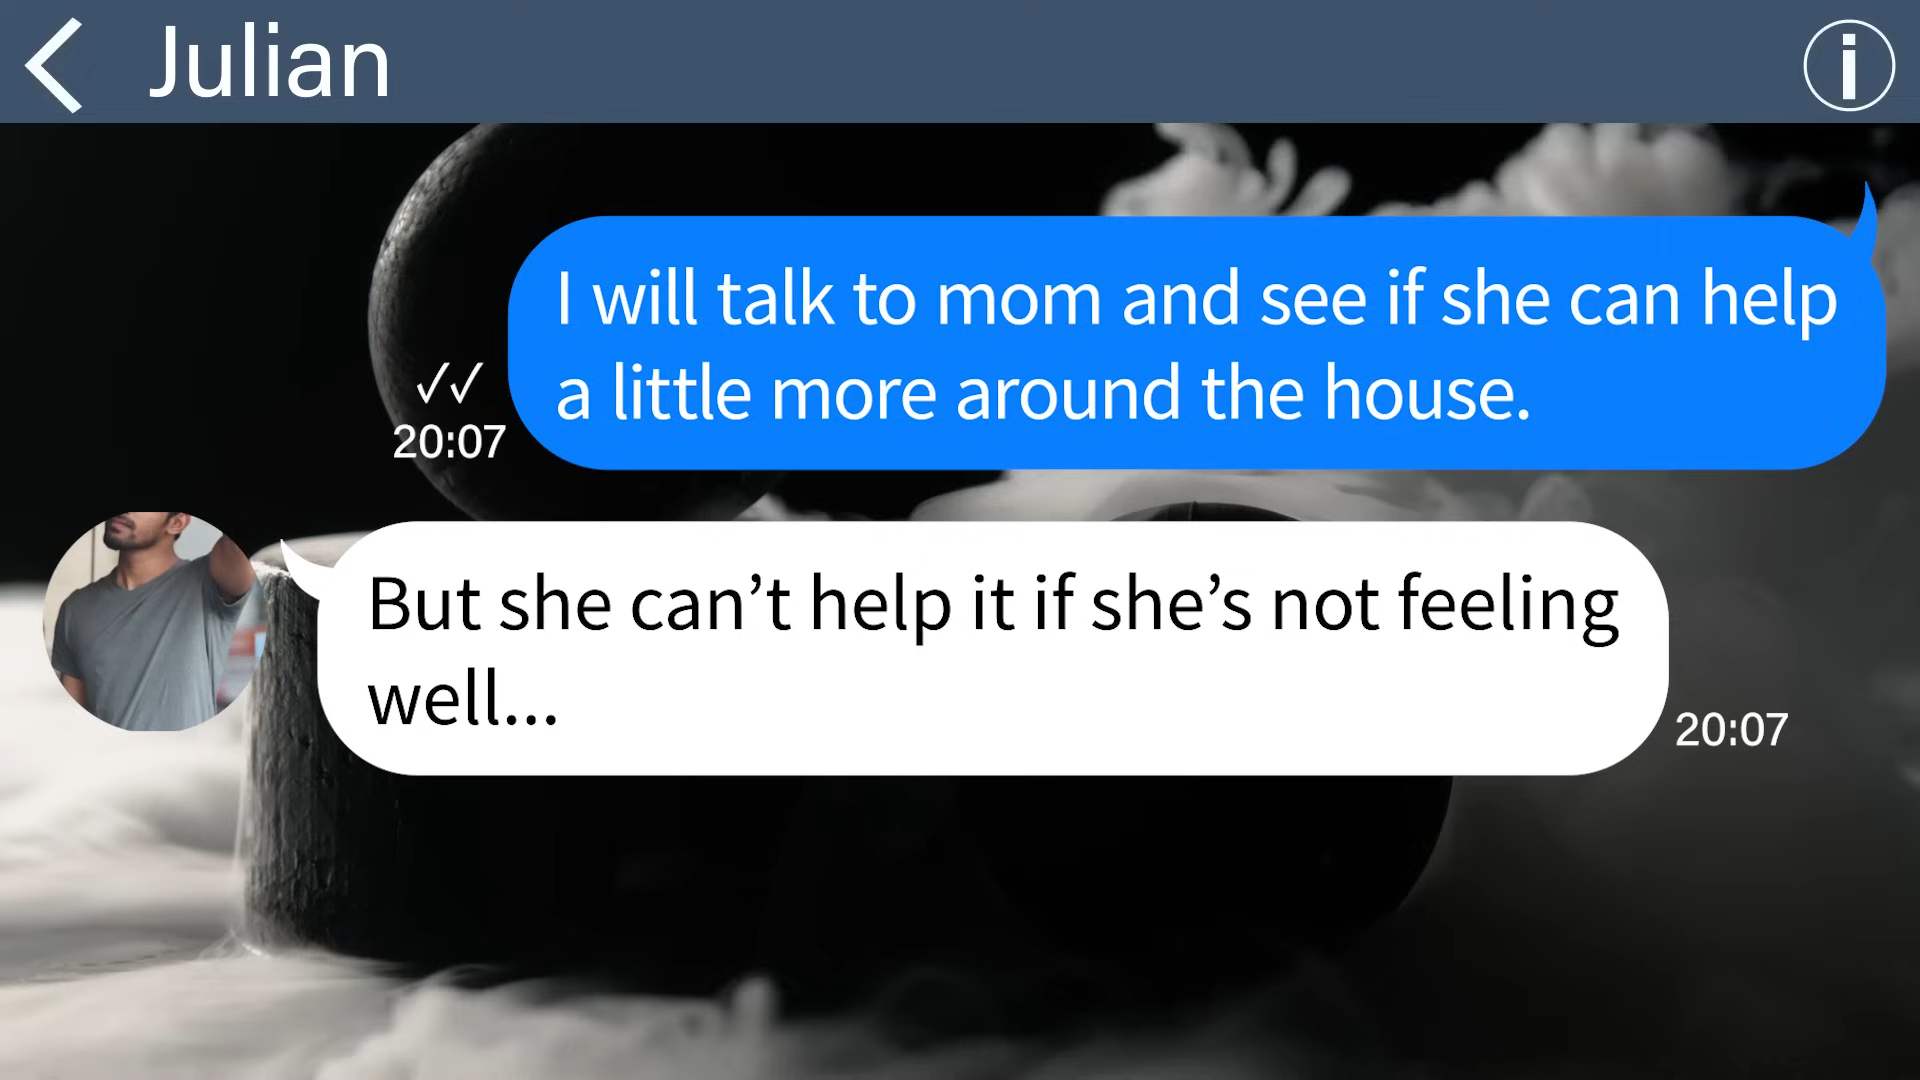 Julian
I will talk to mom and see if she can help
a little more around the house.
✓✓
20:07
But she can’t help it if she’s not feeling
well...
20:07